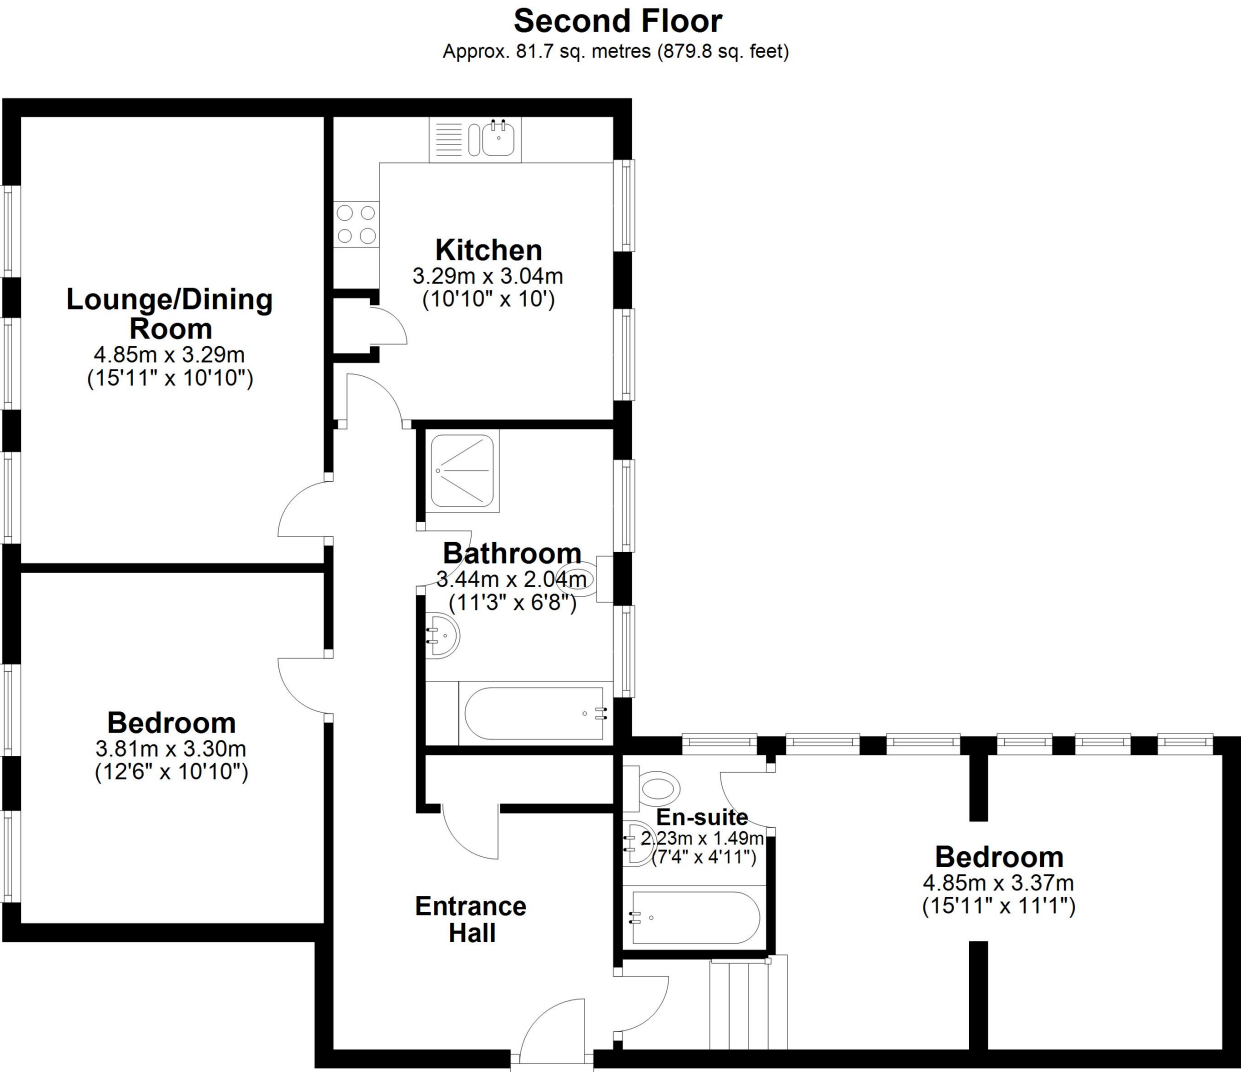 Second Floor
Approx. 81.7 sq. metres (879.8 sq. feet)
Kitchen
3.29m x 3.04m
(10'10" x 10')
Lounge/Dining
Room
4.85m x 3.29m
(15'11" x 10'10")
Bathroom
3.44m x 2.04m
(11'3" x 6'8")
Bedroom
3.81m x 3.30m
(12'6" x 10'10")
En-suite
2.23m x 1.49m
(7'4" x 4'11")
Bedroom
4.85m x 3.37m
(15'11" x 11'1")
Entrance
Hall